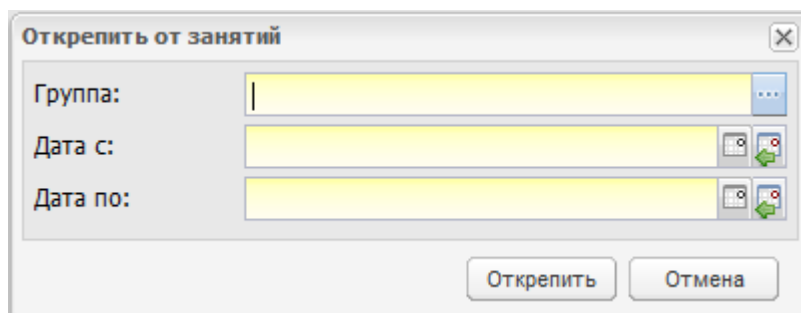 Открепить от занятий
Группа:
Дата с:
Дата по:
Открепить Отмена